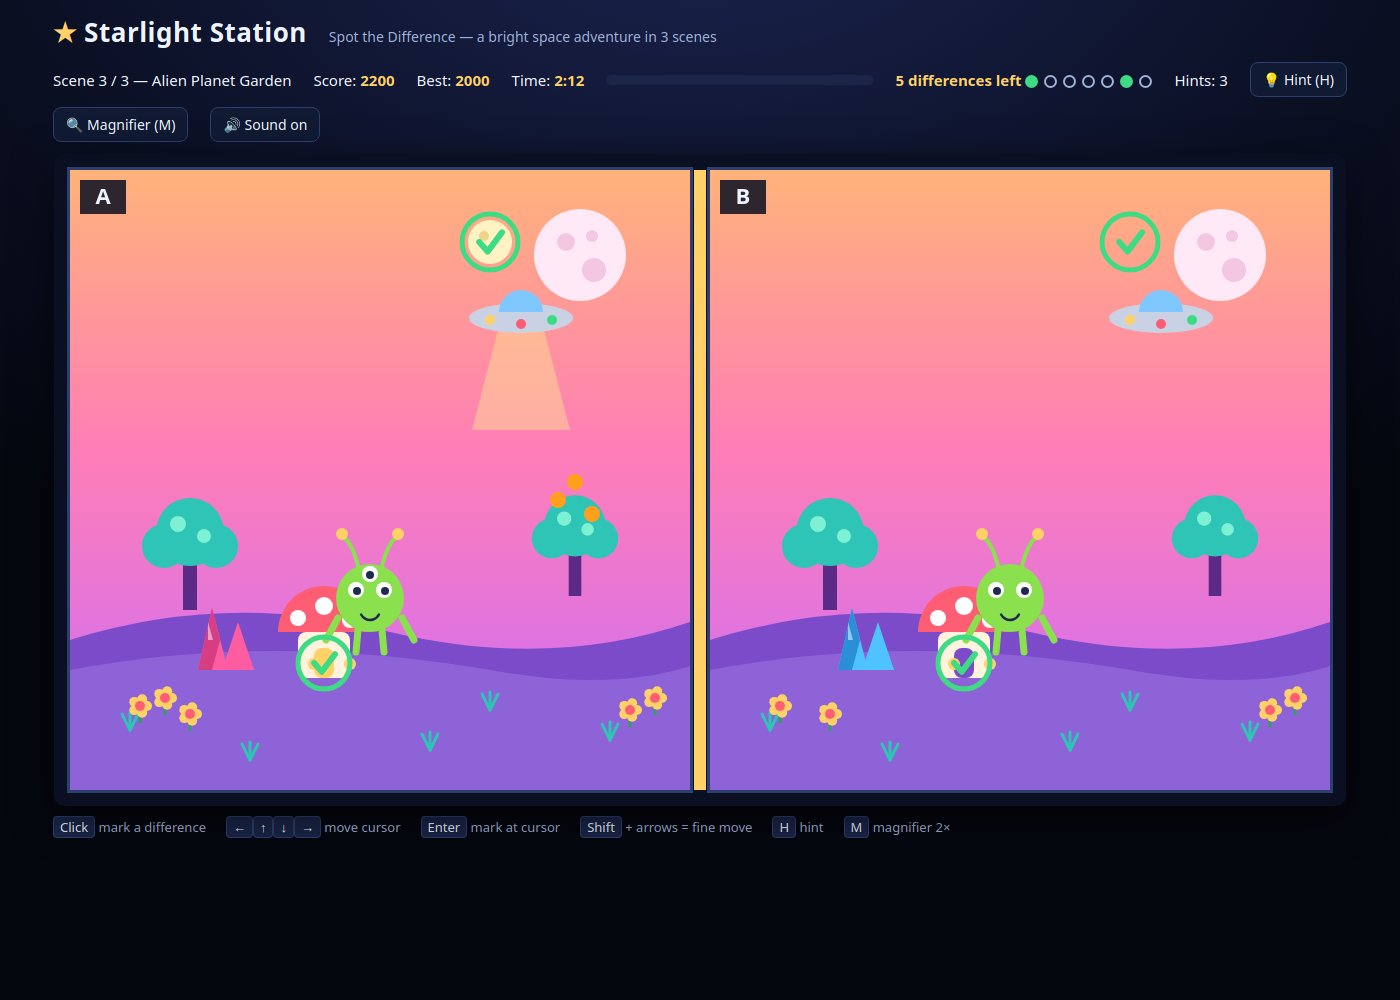 ★ Starlight Station Spot the Difference — a bright space adventure in 3 scenes
Scene 3 / 3 — Alien Planet Garden Score: 2200 Best: 2000 Time: 2:12 5 differences left Hints: 3 💡 Hint (H)
🔍 Magnifier (M) 🔊 Sound on
A B
Click mark a difference ← ↑ ↓ → move cursor Enter mark at cursor Shift + arrows = fine move H hint M magnifier 2×